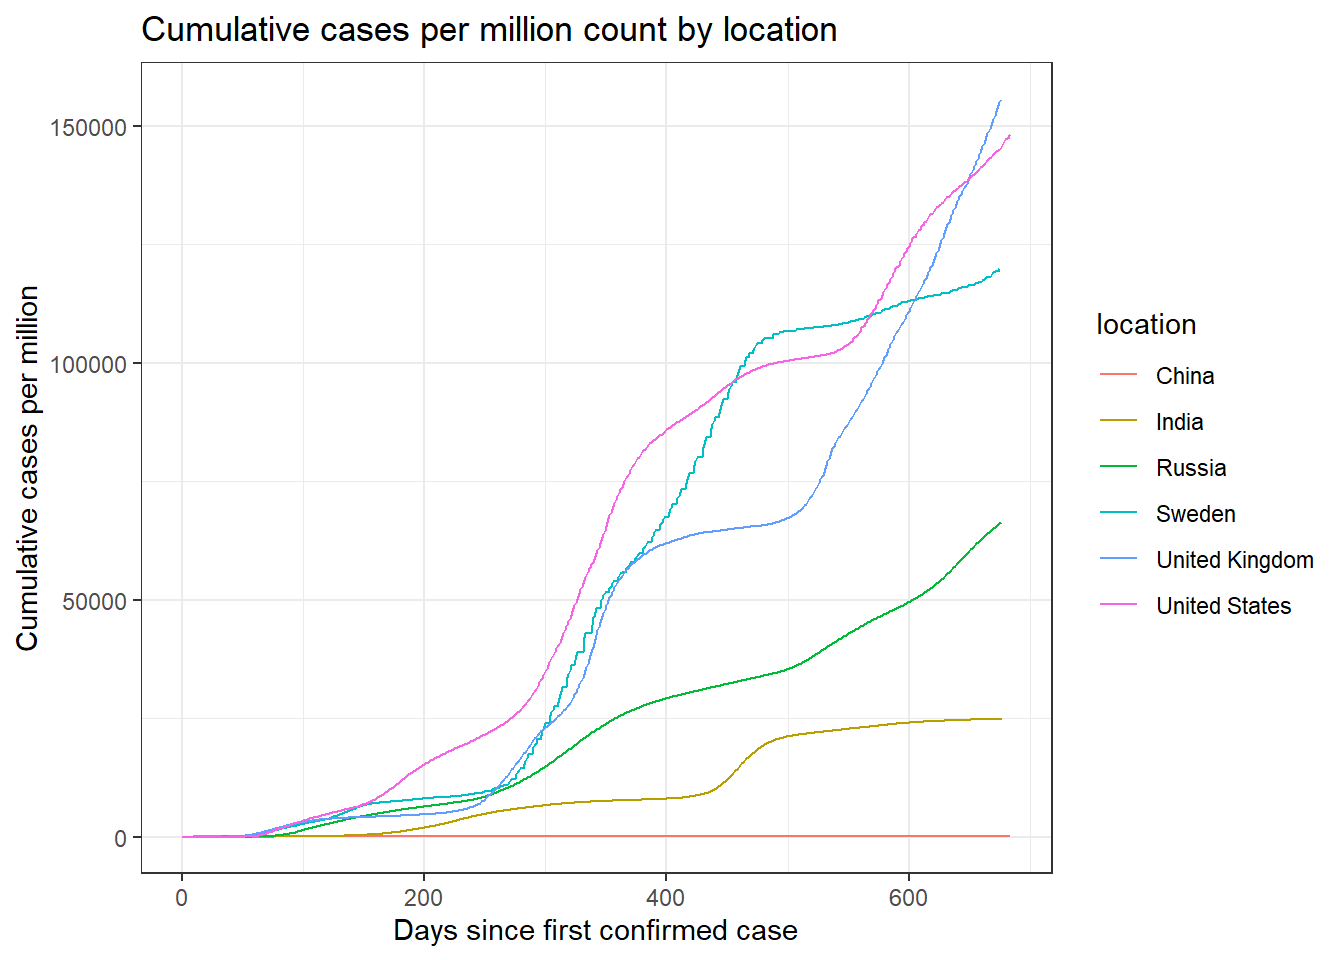 Cumulative cases per million count by location
Cumulative cases per million
150000
100000
50000
0
0
200
400
600
Days since first confirmed case
location
China
India
Russia
Sweden
United Kingdom
United States